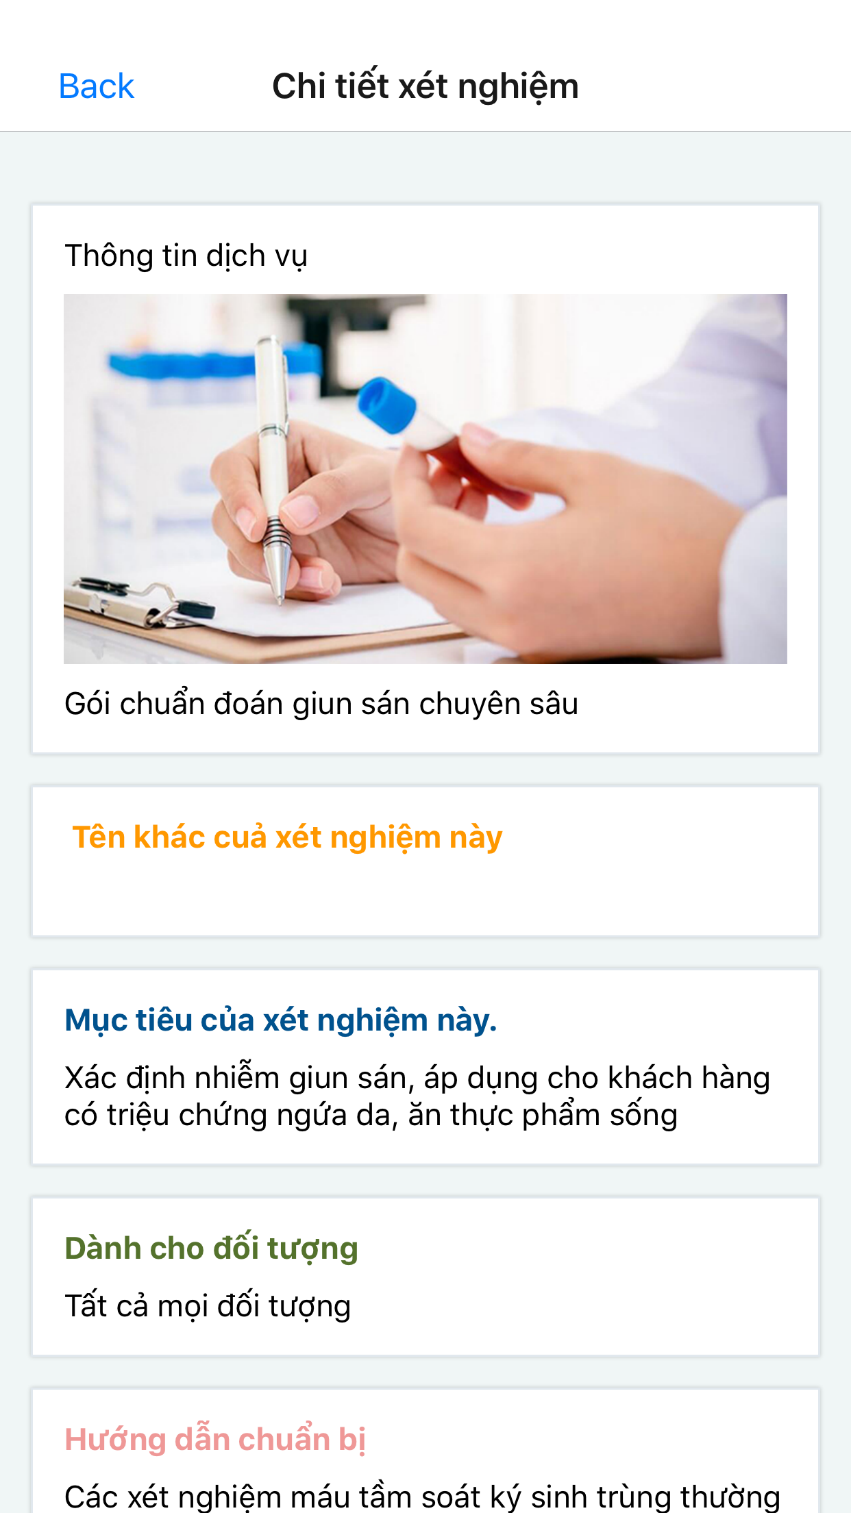 Back
Chi tiết xét nghiệm
Thông tin dịch vụ
Gói chuẩn đoán giun sán chuyên sâu
Tên khác cuả xét nghiệm này
Mục tiêu của xét nghiệm này.
Xác định nhiễm giun sán, áp dụng cho khách hàng
có triệu chứng ngứa da, ăn thực phẩm sống
Dành cho đối tượng
Tất cả mọi đối tượng
Hướng dẫn chuẩn bị
Các xét nghiệm máu tầm soát ký sinh trùng thường